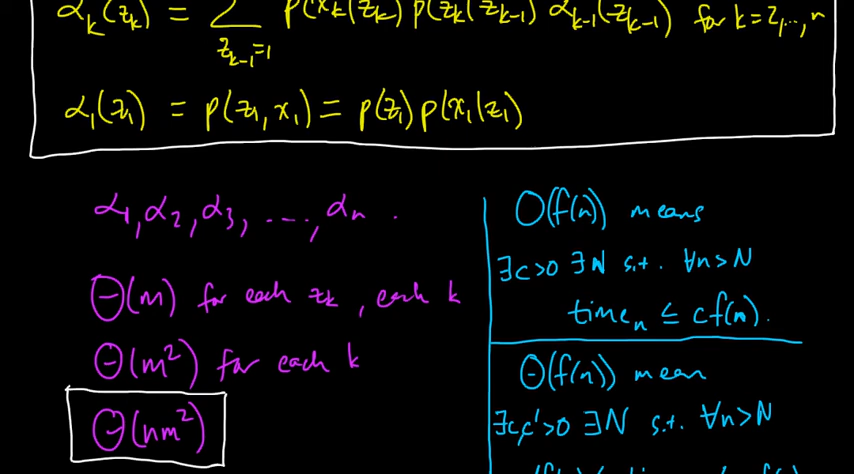 α_k(z_k) = Σ_{z_{k-1}=1} p(x_k|z_k) p(z_k|z_{k-1}) α_{k-1}(z_{k-1}) for k=2,...,n
α_1(z_1) = p(z_1, x_1) = p(z_1) p(x_1|z_1)
α_1, α_2, α_3, ...., α_n .
Θ(m) for each z_k, each k
Θ(m²) for each k
Θ(nm²)
O(f(n)) means
∃c>0 ∃N s.t. ∀n>N
time_n ≤ c f(n).
Θ(f(n)) mean
∃c,c'>0 ∃N s.t. ∀n>N